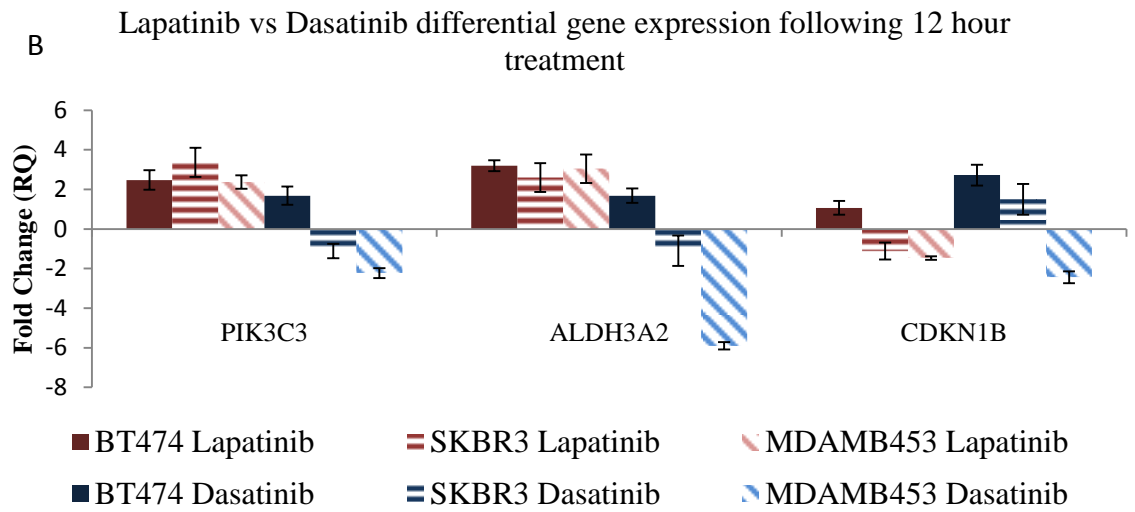 B
Lapatinib vs Dasatinib differential gene expression following 12 hour
treatment
Fold Change (RQ)
6
4
2
0
-2
-4
-6
-8
PIK3C3 ALDH3A2 CDKN1B
BT474 Lapatinib SKBR3 Lapatinib MDAMB453 Lapatinib
BT474 Dasatinib SKBR3 Dasatinib MDAMB453 Dasatinib